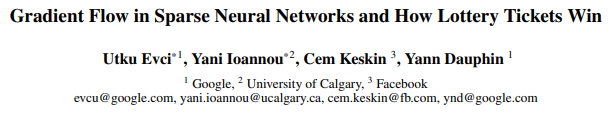 Gradient Flow in Sparse Neural Networks and How Lottery Tickets Win
Utku Evci*1, Yani Ioannou*2, Cem Keskin 3, Yann Dauphin 1
1 Google, 2 University of Calgary, 3 Facebook
evcu@google.com, yani.ioannou@ucalgary.ca, cem.keskin@fb.com, ynd@google.com